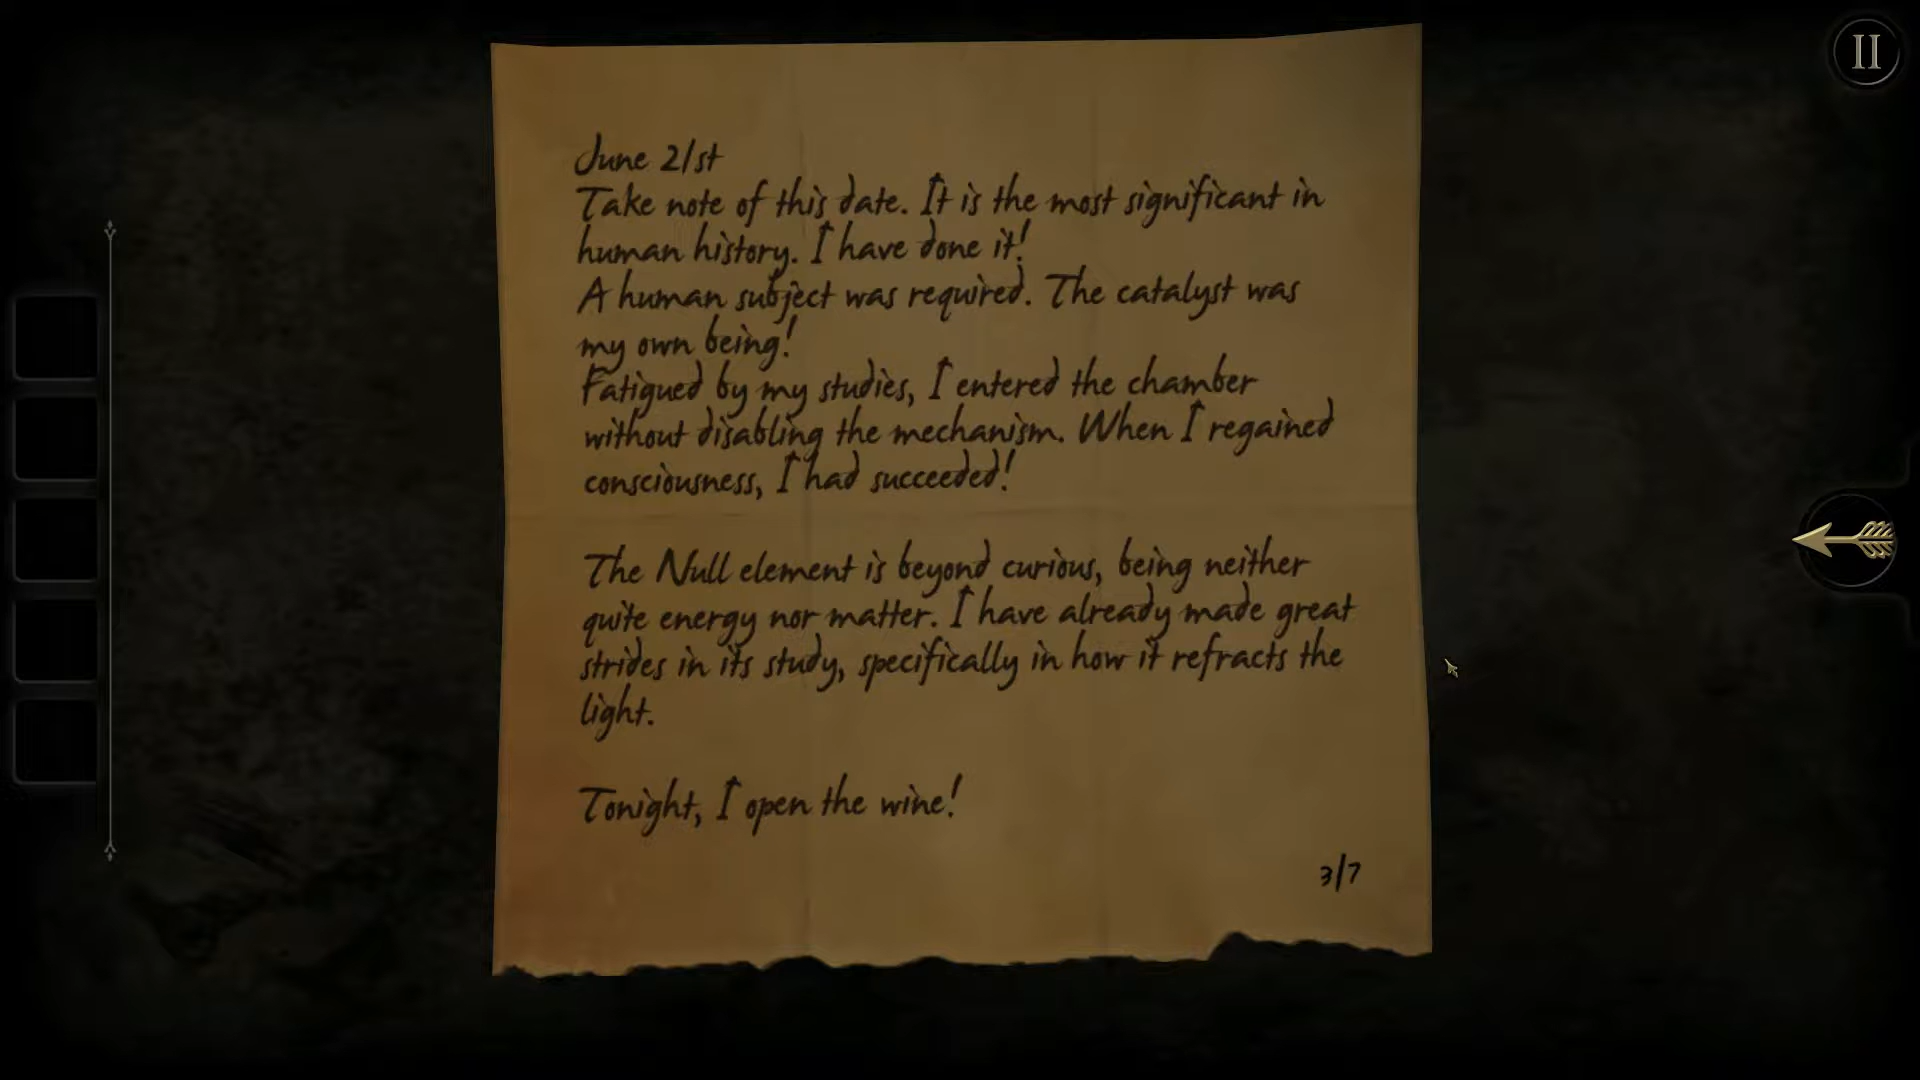 II
June 21st
Take note of this date. It is the most significant in
human history. I have done it!
A human subject was required. The catalyst was
my own being!
Fatigued by my studies, I entered the chamber
without disabling the mechanism. When I regained
consciousness, I had succeeded!
The Null element is beyond curious, being neither
quite energy nor matter. I have already made great
strides in its study, specifically in how it refracts the
light.
Tonight, I open the wine!
3/7